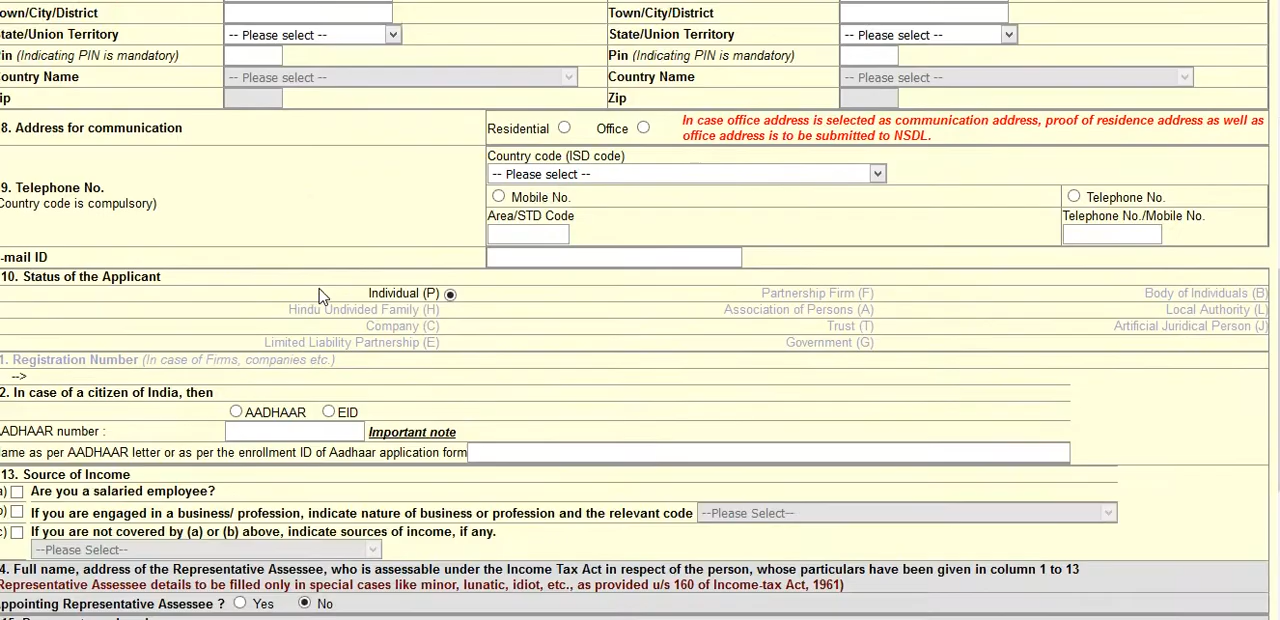 own/City/District Town/City/District
State/Union Territory -- Please select -- State/Union Territory -- Please select --
in (Indicating PIN is mandatory) Pin (Indicating PIN is mandatory)
Country Name -- Please select -- Country Name -- Please select --
ip Zip
8. Address for communication Residential Office In case office address is selected as communication address, proof of residence address as well as
office address is to be submitted to NSDL.
Country code (ISD code)
-- Please select --
9. Telephone No.
Country code is compulsory)
Mobile No. Telephone No.
Area/STD Code Telephone No./Mobile No.
-mail ID
10. Status of the Applicant
Individual (P) Partnership Firm (F) Body of Individuals (B)
Hindu Undivided Family (H) Association of Persons (A) Local Authority (L)
Company (C) Trust (T) Artificial Juridical Person (J)
Limited Liability Partnership (E) Government (G)
1. Registration Number (In case of Firms, companies etc.)
-->
2. In case of a citizen of India, then
AADHAAR EID
AADHAAR number : Important note
ame as per AADHAAR letter or as per the enrollment ID of Aadhaar application form
13. Source of Income
a) Are you a salaried employee?
b) If you are engaged in a business/ profession, indicate nature of business or profession and the relevant code --Please Select--
c) If you are not covered by (a) or (b) above, indicate sources of income, if any.
--Please Select--
4. Full name, address of the Representative Assessee, who is assessable under the Income Tax Act in respect of the person, whose particulars have been given in column 1 to 13
Representative Assessee details to be filled only in special cases like minor, lunatic, idiot, etc., as provided u/s 160 of Income-tax Act, 1961)
Appointing Representative Assessee ? Yes No